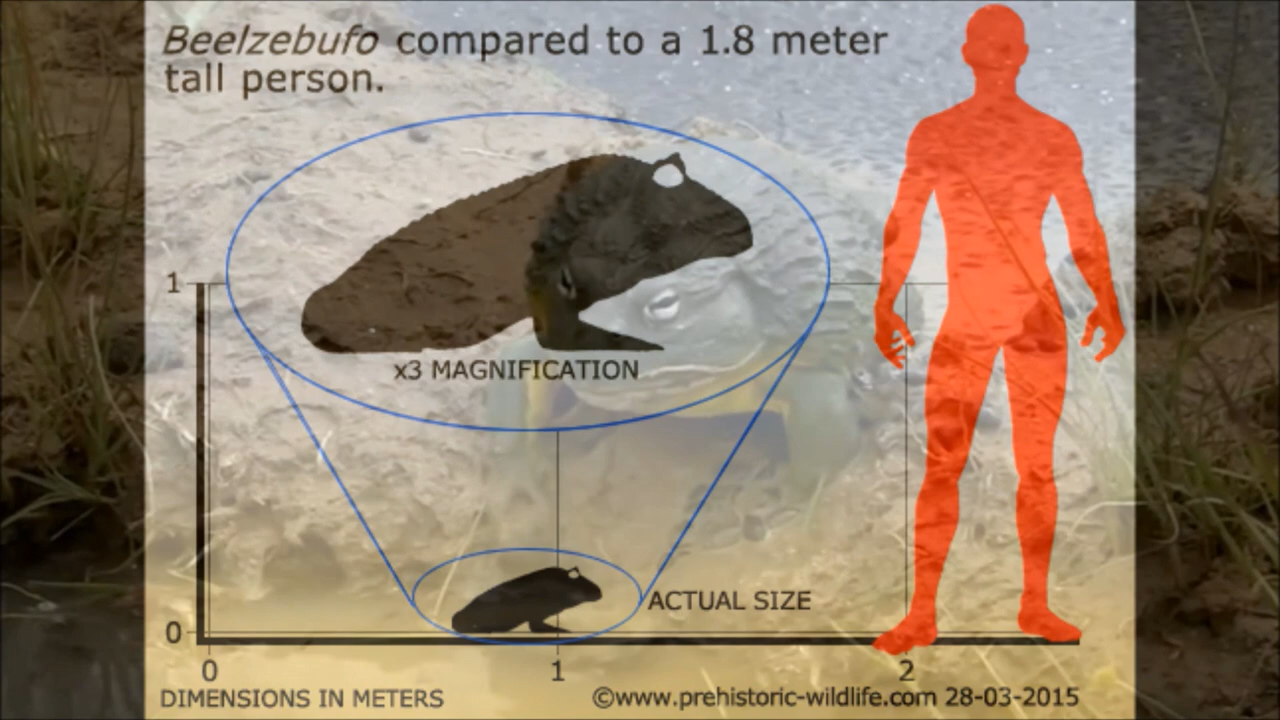 Beelzebufo compared to a 1.8 meter
tall person.
1
x3 MAGNIFICATION
ACTUAL SIZE
0
0 1 2
DIMENSIONS IN METERS ©www.prehistoric-wildlife.com 28-03-2015